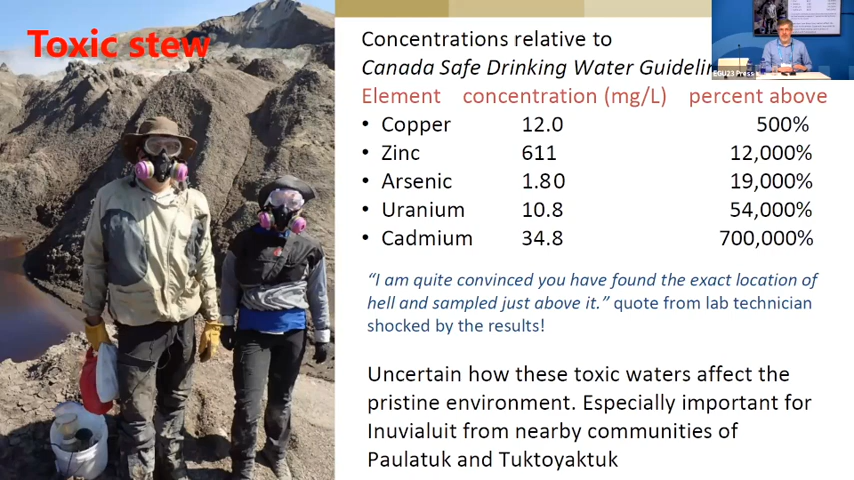 Toxic stew
Concentrations relative to
Canada Safe Drinking Water
Element concentration (mg/L) percent above
• Copper 12.0 500%
• Zinc 611 12,000%
• Arsenic 1.80 19,000%
• Uranium 10.8 54,000%
• Cadmium 34.8 700,000%
“I am quite convinced you have found the exact location of
hell and sampled just above it.” quote from lab technician
shocked by the results!
Uncertain how these toxic waters affect the
pristine environment. Especially important for
Inuvialuit from nearby communities of
Paulatuk and Tuktoyaktuk
EGU23 Press